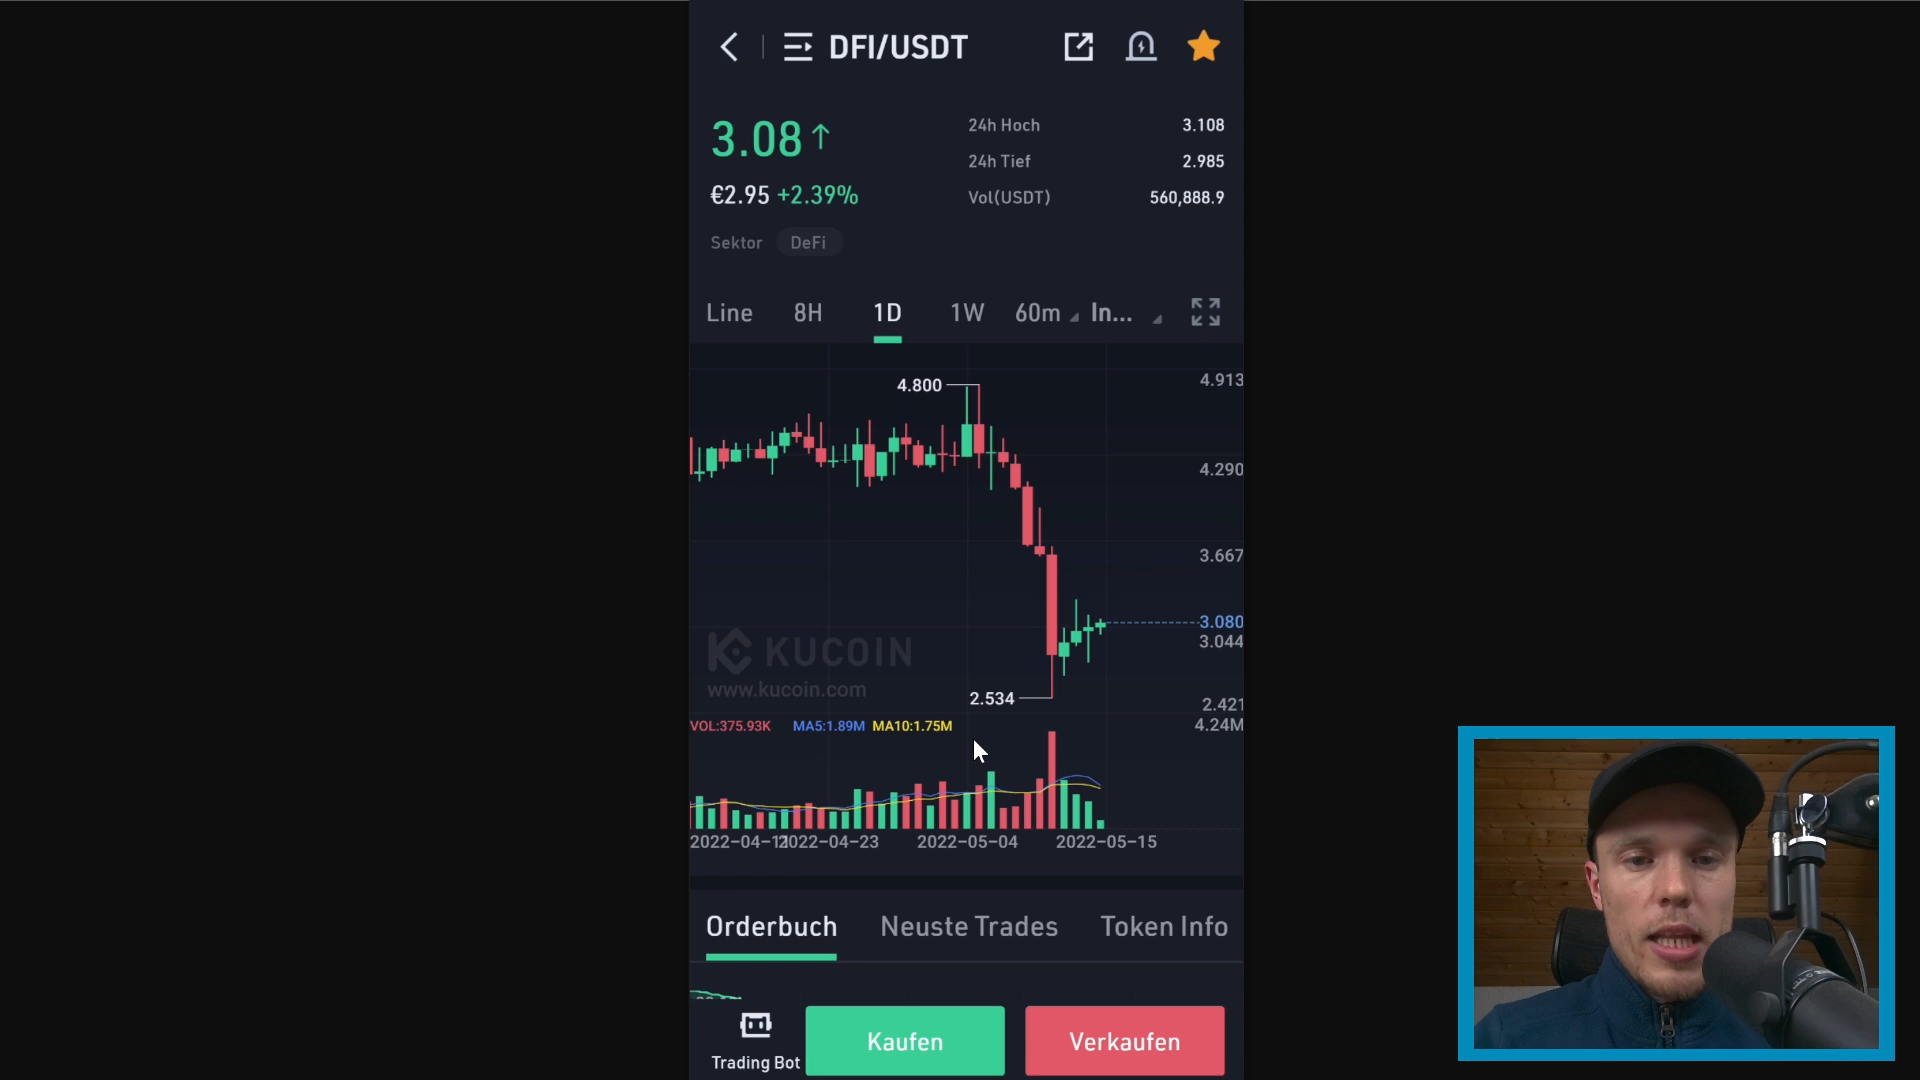 DFI/USDT
3.08↑
€2.95 +2.39%
24h Hoch 3.108
24h Tief 2.985
Vol(USDT) 560,888.9
Sektor DeFi
Line 8H 1D 1W 60m In...
4.913
4.800
4.290
3.667
3.080
3.044
KUCOIN
www.kucoin.com
2.534
2.421
VOL:375.93K MA5:1.89M MA10:1.75M 4.24M
2022-04-1 2022-04-23 2022-05-04 2022-05-15
Orderbuch Neuste Trades Token Info
Trading Bot
Kaufen
Verkaufen